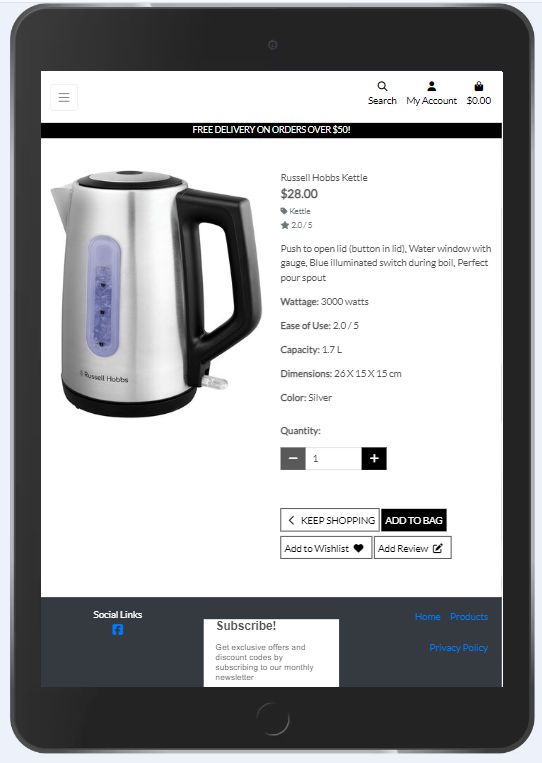 Search My Account $0.00
FREE DELIVERY ON ORDERS OVER $50!
Russell Hobbs
Russell Hobbs Kettle
$28.00
Kettle
2.0 / 5
Push to open lid (button in lid), Water window with
gauge, Blue illuminated switch during boil, Perfect
pour spout
Wattage: 3000 watts
Ease of Use: 2.0 / 5
Capacity: 1.7 L
Dimensions: 26 X 15 X 15 cm
Color: Silver
Quantity:
− 1 +
KEEP SHOPPING ADD TO BAG
Add to Wishlist Add Review
Social Links
Subscribe!
Get exclusive offers and
discount codes by
subscribing to our monthly
newsletter
Home Products
Privacy Policy